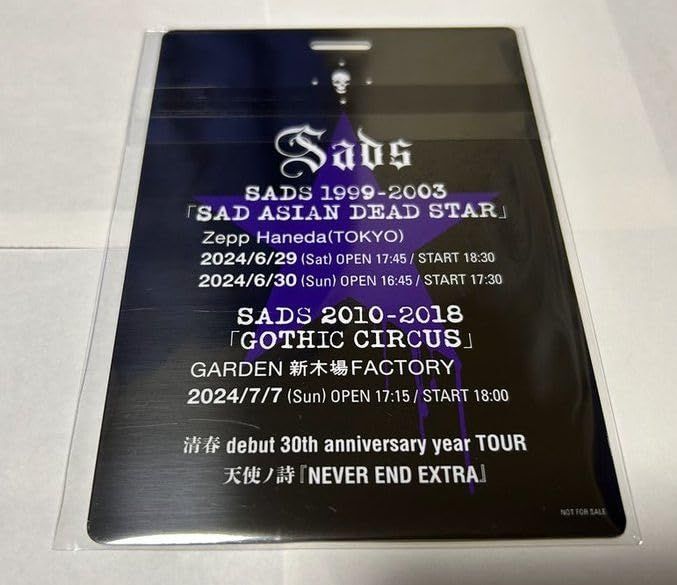 Sads
SADS 1999-2003
「SAD ASIAN DEAD STAR」
Zepp Haneda(TOKYO)
2024/6/29 (Sat) OPEN 17:45 / START 18:30
2024/6/30 (Sun) OPEN 16:45 / START 17:30
SADS 2010-2018
「GOTHIC CIRCUS」
GARDEN 新木場FACTORY
2024/7/7 (Sun) OPEN 17:15 / START 18:00
清春 debut 30th anniversary year TOUR
天使ノ詩『NEVER END EXTRA』
NOT FOR SALE